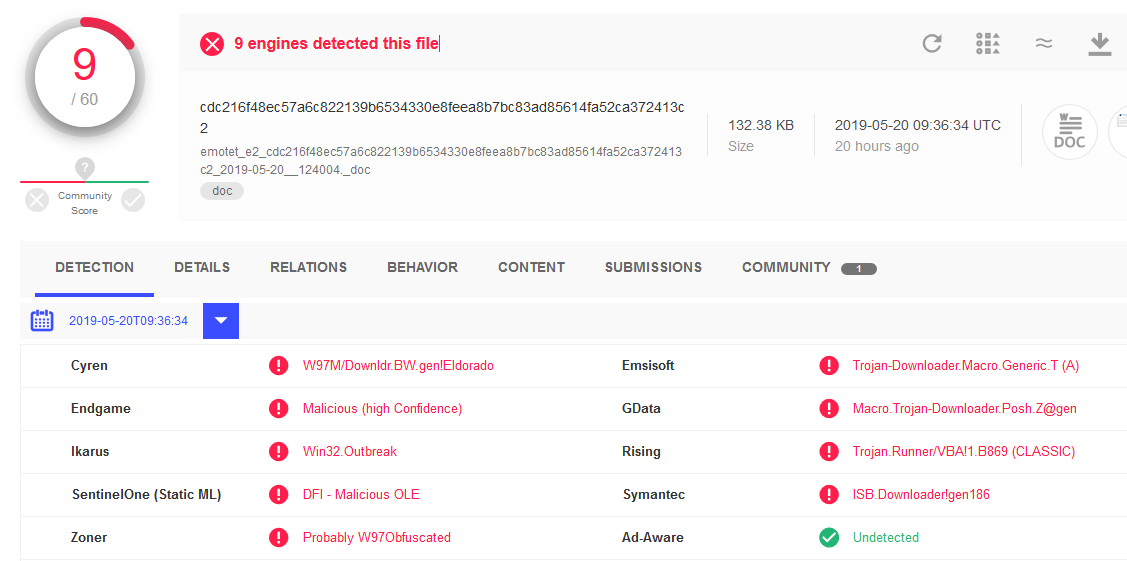 9
/ 60
?
Community
Score
9 engines detected this file
cdc216f48ec57a6c822139b6534330e8feea8b7bc83ad85614fa52ca372413c
2
emotet_e2_cdc216f48ec57a6c822139b6534330e8feea8b7bc83ad85614fa52ca372413
c2_2019-05-20__124004._doc
doc
132.38 KB
Size
2019-05-20 09:36:34 UTC
20 hours ago
W
DOC
DETECTION DETAILS RELATIONS BEHAVIOR CONTENT SUBMISSIONS COMMUNITY 1
2019-05-20T09:36:34
Cyren W97M/Downldr.BW.gen!Eldorado Emsisoft Trojan-Downloader.Macro.Generic.T (A)
Endgame Malicious (high Confidence) GData Macro.Trojan-Downloader.Posh.Z@gen
Ikarus Win32.Outbreak Rising Trojan.Runner/VBA!1.B869 (CLASSIC)
SentinelOne (Static ML) DFI - Malicious OLE Symantec ISB.Downloader!gen186
Zoner Probably W97Obfuscated Ad-Aware Undetected